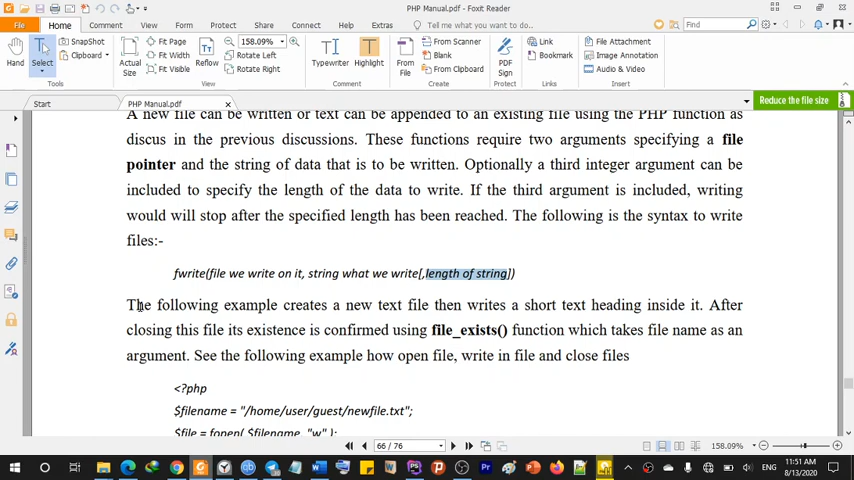 PHP Manual.pdf - Foxit Reader
File Home Comment View Form Protect Share Connect Help Extras Tell me what you want to do... Find
SnapShot Fit Page 158.09% From Scanner Link File Attachment
Clipboard Fit Width Rotate Left Blank Bookmark Image Annotation
Hand Select Actual Size Fit Visible Reflow Rotate Right Typewriter Highlight From File From Clipboard PDF Sign Audio & Video
Tools View Comment Create Protect Links Insert
Start PHP Manual.pdf Reduce the file size
A new file can be written or text can be appended to an existing file using the PHP function as
discus in the previous discussions. These functions require two arguments specifying a file
pointer and the string of data that is to be written. Optionally a third integer argument can be
included to specify the length of the data to write. If the third argument is included, writing
would will stop after the specified length has been reached. The following is the syntax to write
files:-
fwrite(file we write on it, string what we write[,length of string])
The following example creates a new text file then writes a short text heading inside it. After
closing this file its existence is confirmed using file_exists() function which takes file name as an
argument. See the following example how open file, write in file and close files
<?php
$filename = "/home/user/guest/newfile.txt";
$file = fopen( $filename, "w" );
66 / 76 158.09%
ENG 11:51 AM
8/13/2020